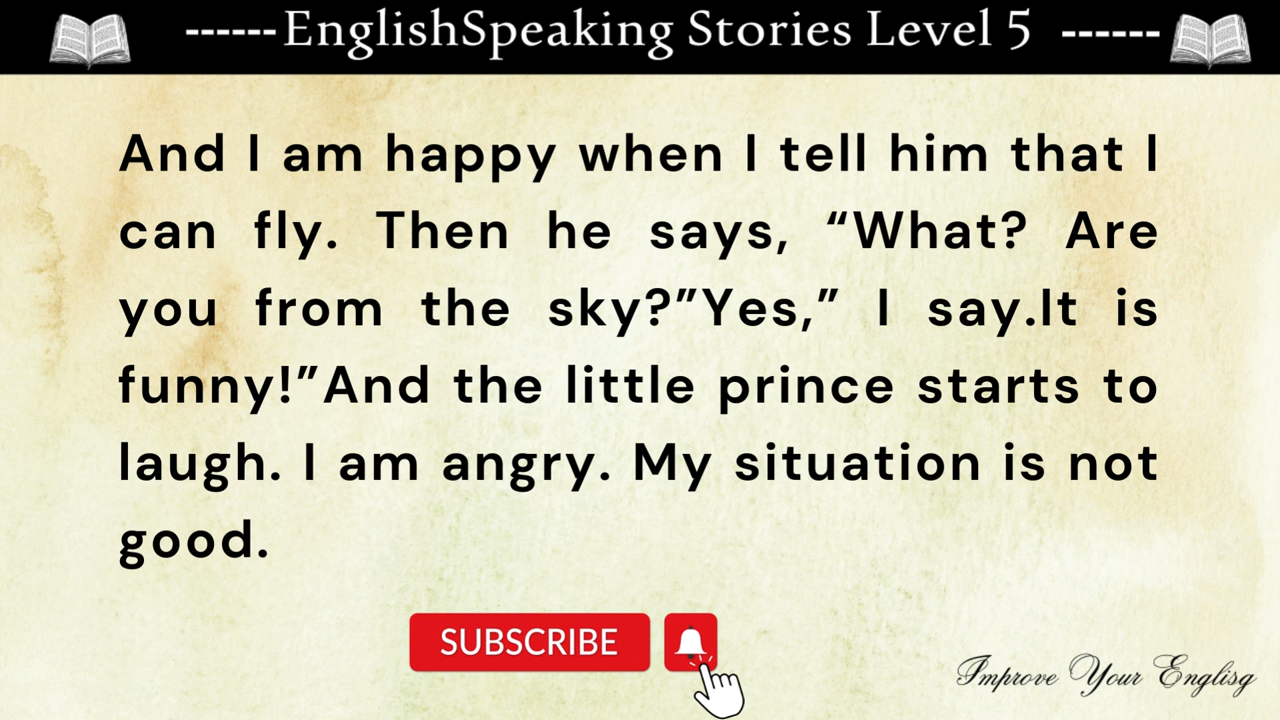 ------EnglishSpeaking Stories Level 5 ------
And I am happy when I tell him that I
can fly. Then he says, “What? Are
you from the sky?”Yes,” I say.It is
funny!”And the little prince starts to
laugh. I am angry. My situation is not
good.
SUBSCRIBE
Improve Your Englisg